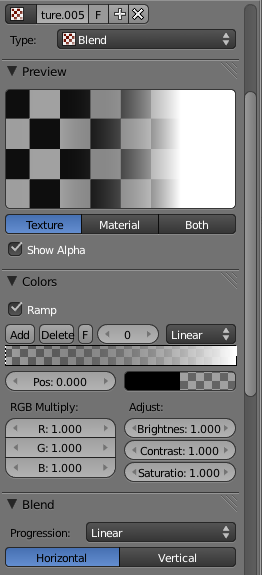 ture.005 F
Type: Blend
Preview
Texture Material Both
Show Alpha
Colors
Ramp
Add Delete F 0 Linear
Pos: 0.000
RGB Multiply: Adjust:
R: 1.000 Brightnes: 1.000
G: 1.000 Contrast: 1.000
B: 1.000 Saturatio: 1.000
Blend
Progression: Linear
Horizontal Vertical